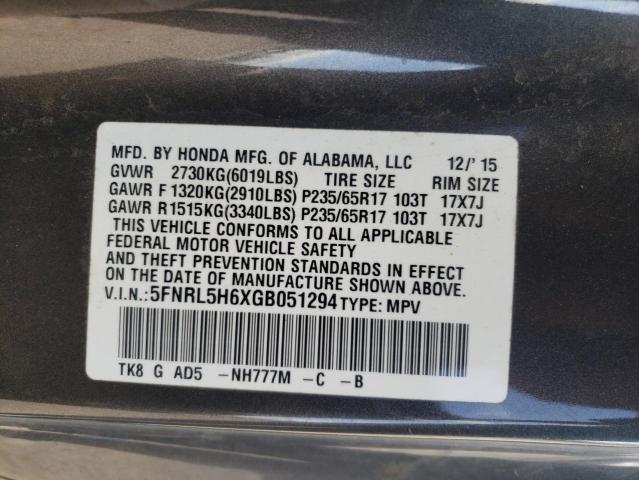 MFD. BY HONDA MFG. OF ALABAMA, LLC 12/'15
GVWR 2730KG(6019LBS) TIRE SIZE RIM SIZE
GAWR F 1320KG(2910LBS) P235/65R17 103T 17X7J
GAWR R1515KG(3340LBS) P235/65R17 103T 17X7J
THIS VEHICLE CONFORMS TO ALL APPLICABLE
FEDERAL MOTOR VEHICLE SAFETY
AND THEFT PREVENTION STANDARDS IN EFFECT
ON THE DATE OF MANUFACTURE SHOWN ABOVE.
V.I.N.:5FNRL5H6XGB051294 TYPE: MPV
TK8 G AD5 -NH777M -C -B